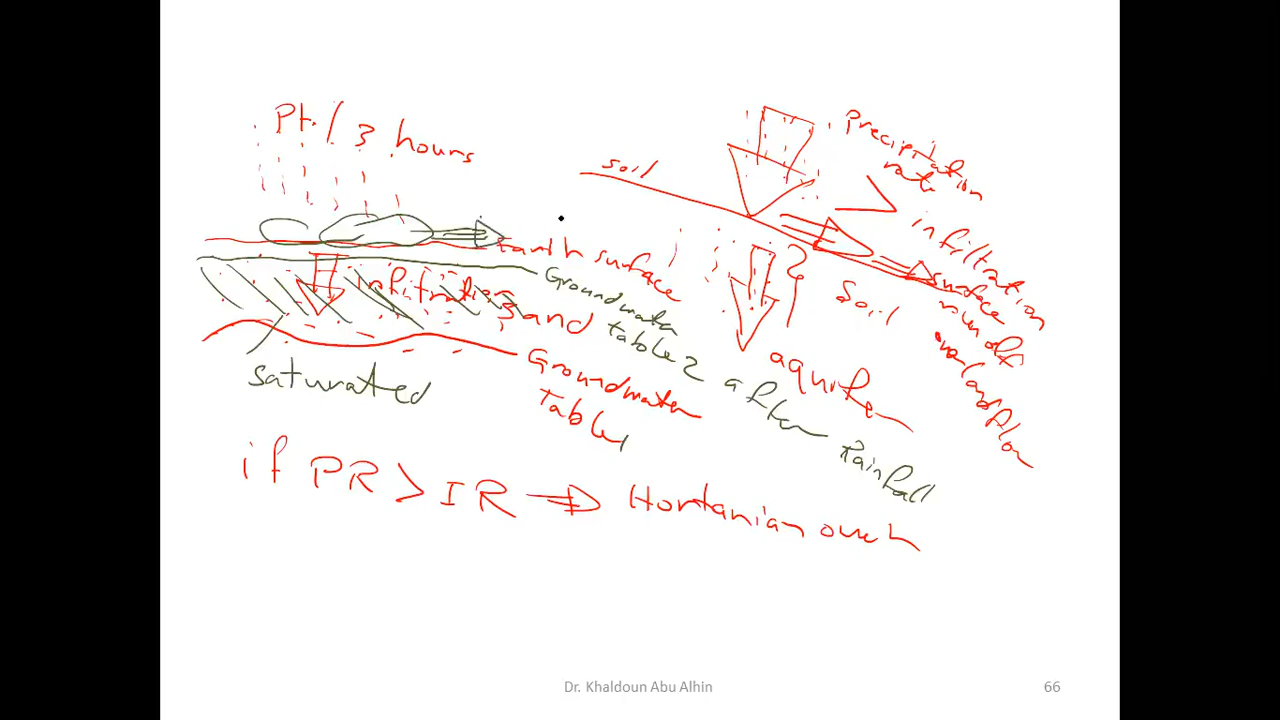 Pt. / 3 hours
Earth surface
infiltration
sand
Groundwater
table 2 after Rainfall
saturated
Groundwater
table 1
soil
Precipitation
rate
>
infiltration
Soil
surface
runoff
overland flow
aquifer
if PR > IR ⇒ Hortanian
Dr. Khaldoun Abu Alhin
66